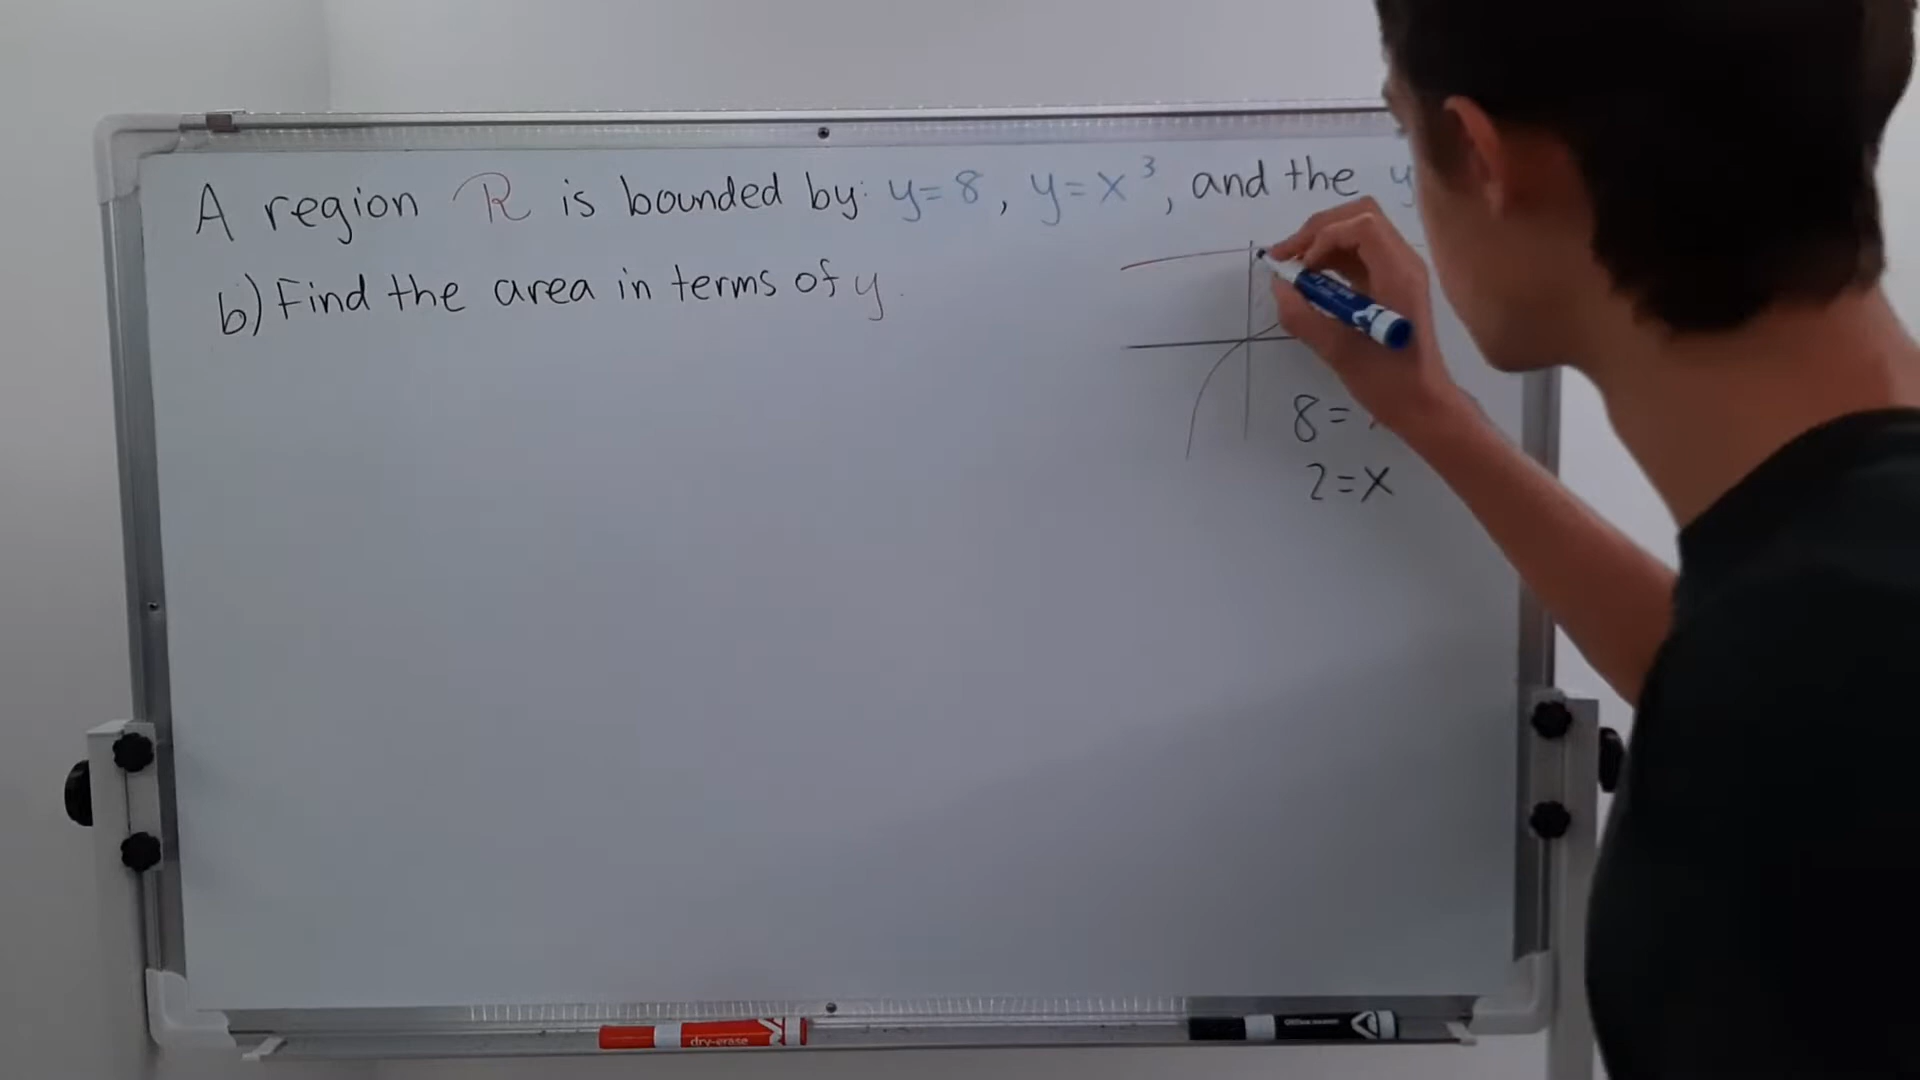 A region R is bounded by: y=8, y=x³, and the y
b) Find the area in terms of y.
8=
2=x
dry-erase